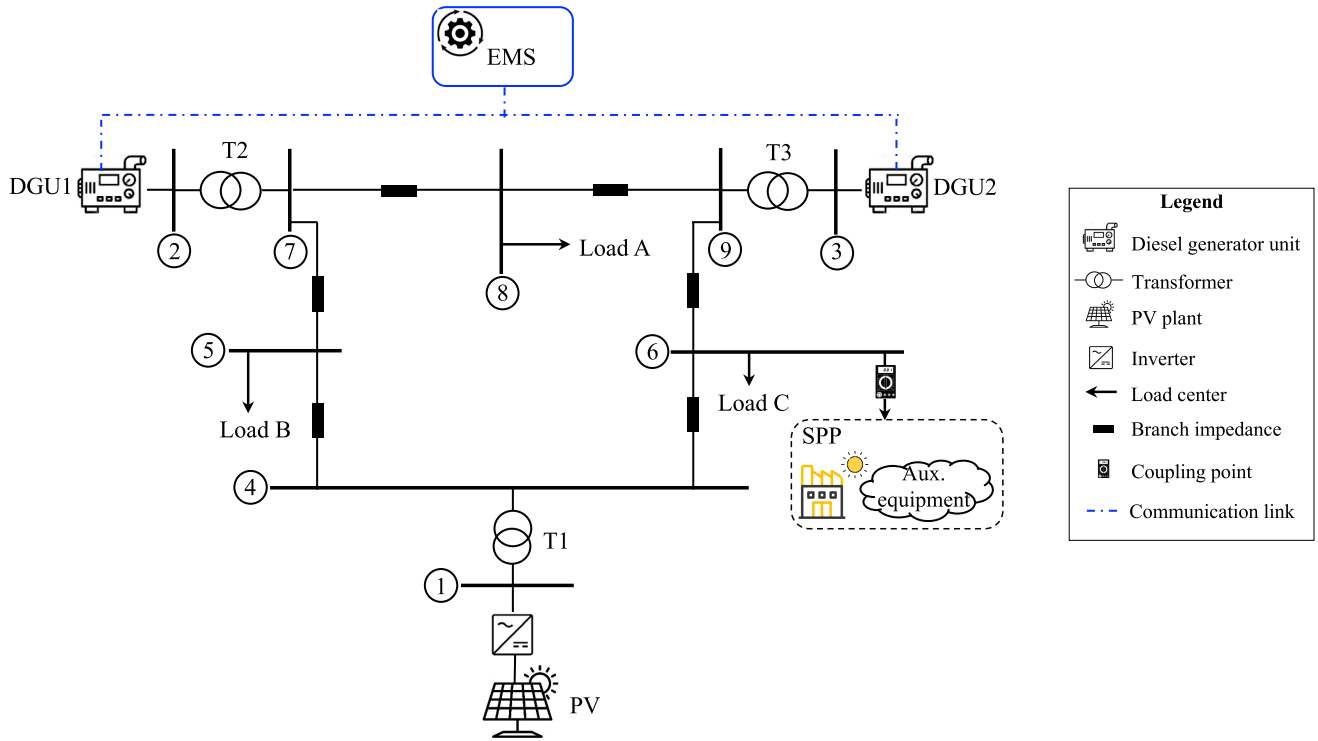 EMS
T2
T3
DGU1
DGU2
2
7
8
9
3
Load A
5
6
Load B
Load C
SPP
Aux.
equipment
4
T1
1
PV
Legend
Diesel generator unit
Transformer
PV plant
Inverter
Load center
Branch impedance
Coupling point
Communication link